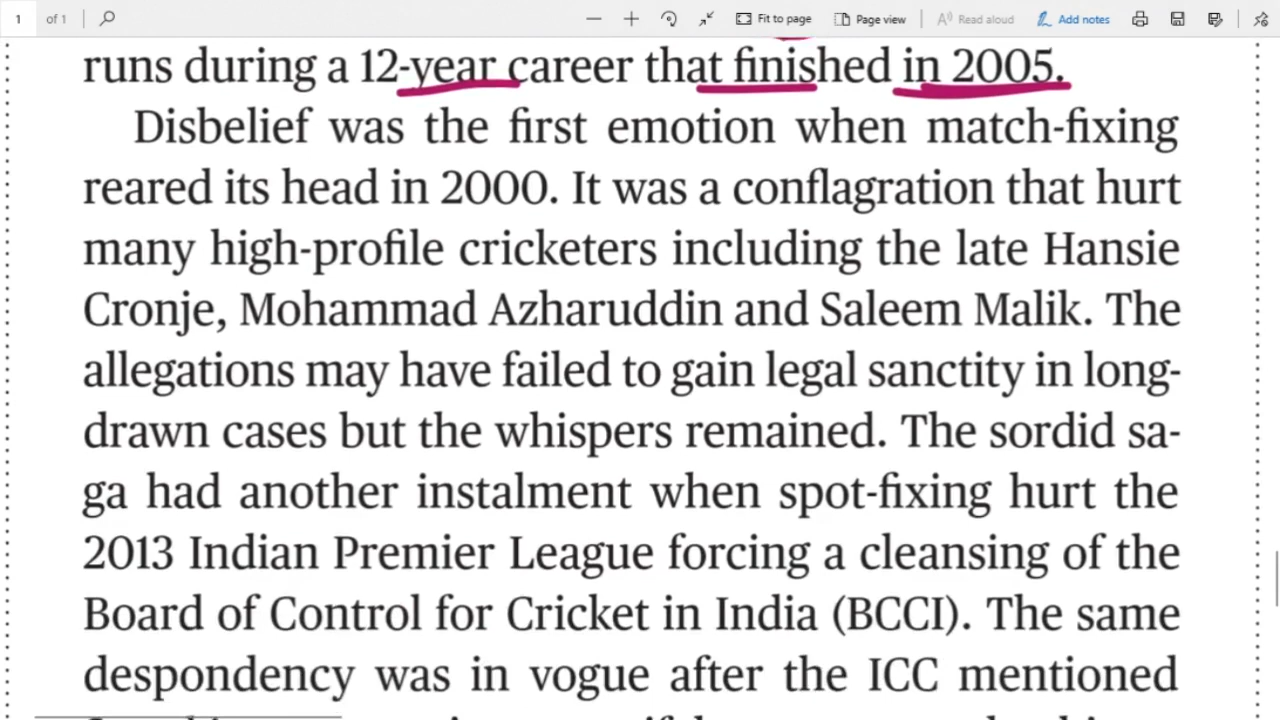 1 of 1 Fit to page Page view Read aloud Add notes
runs during a 12-year career that finished in 2005.
Disbelief was the first emotion when match-fixing
reared its head in 2000. It was a conflagration that hurt
many high-profile cricketers including the late Hansie
Cronje, Mohammad Azharuddin and Saleem Malik. The
allegations may have failed to gain legal sanctity in long-
drawn cases but the whispers remained. The sordid sa-
ga had another instalment when spot-fixing hurt the
2013 Indian Premier League forcing a cleansing of the
Board of Control for Cricket in India (BCCI). The same
despondency was in vogue after the ICC mentioned